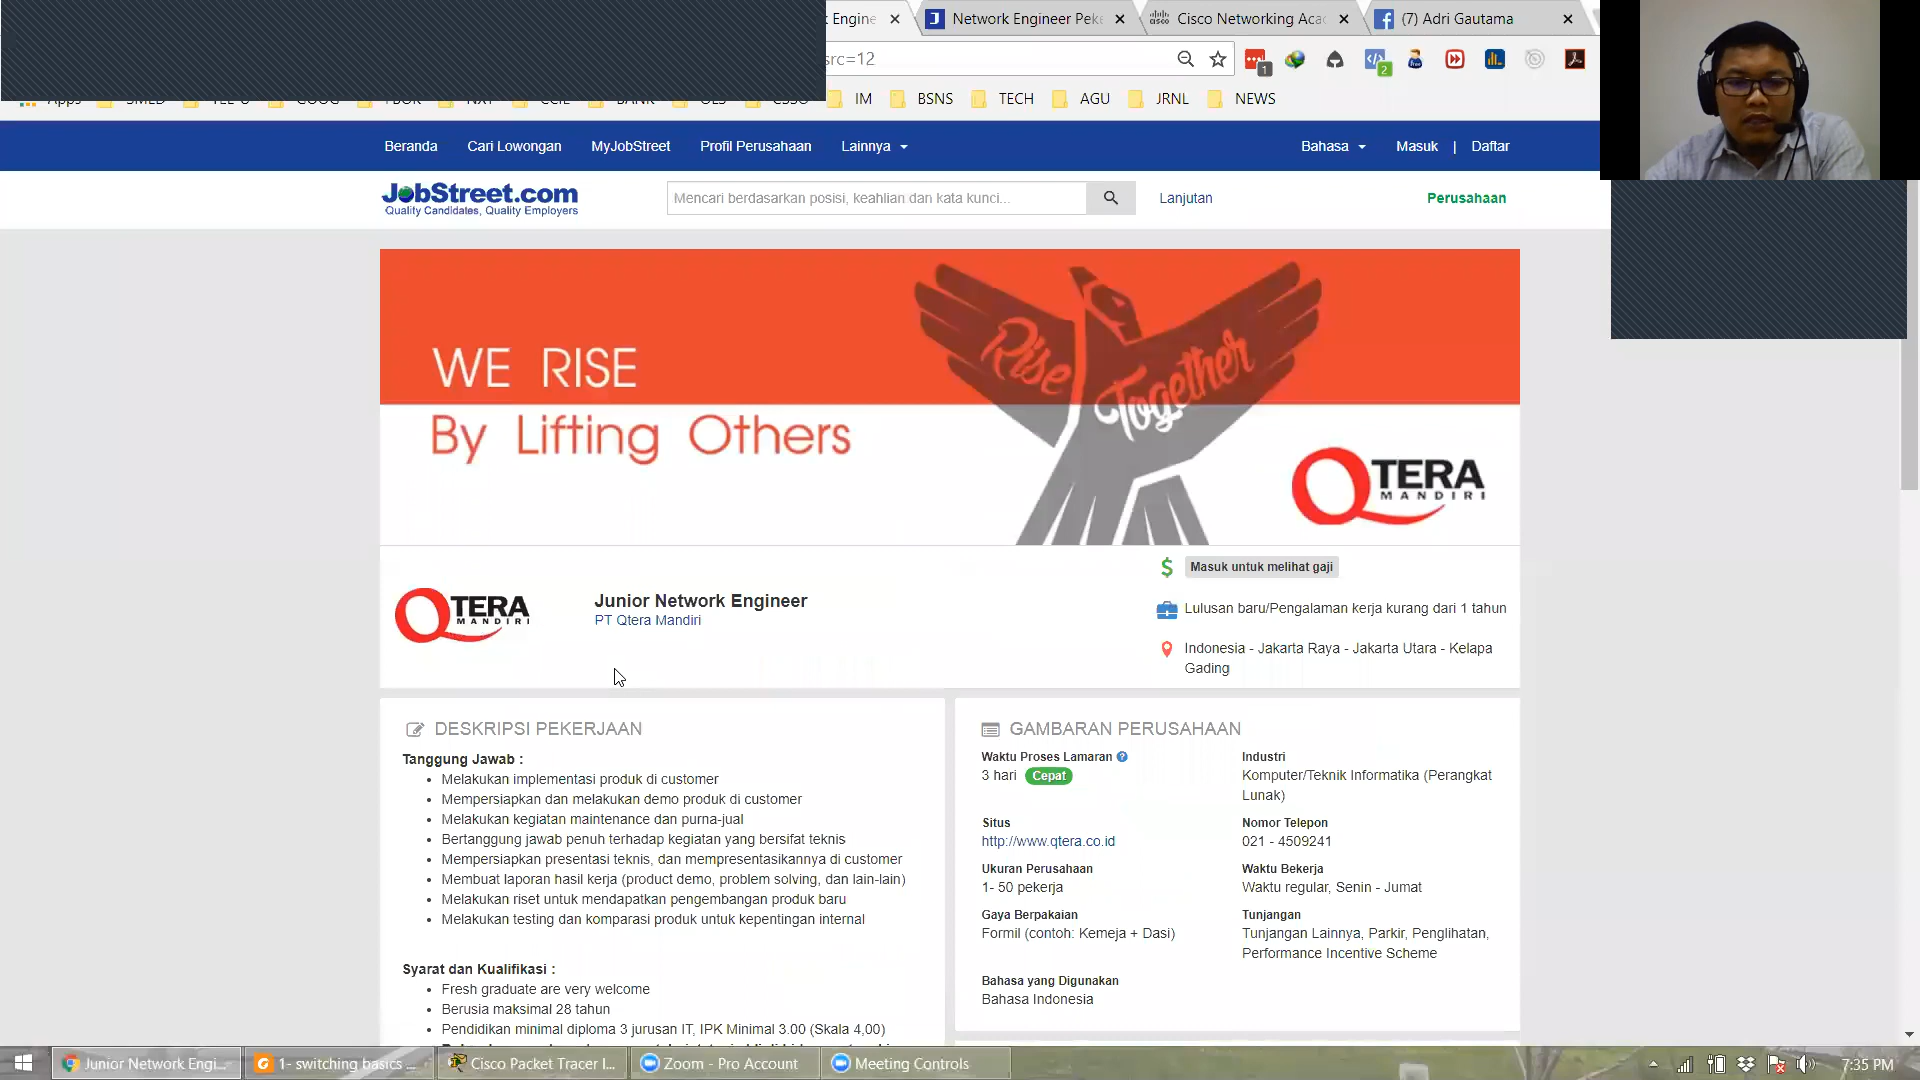 Engine
Network Engineer Pek
Cisco Networking Aca
(7) Adri Gautama
src=12
1
2
Apps
IM
BSNS
TECH
AGU
JRNL
NEWS
Beranda
Cari Lowongan
MyJobStreet
Profil Perusahaan
Lainnya
Bahasa
Masuk
|
Daftar
JobStreet.com
Quality Candidates, Quality Employers
Mencari berdasarkan posisi, keahlian dan kata kunci...
Lanjutan
Perusahaan
WE RISE
By Lifting Others
Rise
Together
QTERA
MANDIRI
QTERA
MANDIRI
Junior Network Engineer
PT Qtera Mandiri
$ Masuk untuk melihat gaji
Lulusan baru/Pengalaman kerja kurang dari 1 tahun
Indonesia - Jakarta Raya - Jakarta Utara - Kelapa
Gading
DESKRIPSI PEKERJAAN
Tanggung Jawab :
• Melakukan implementasi produk di customer
• Mempersiapkan dan melakukan demo produk di customer
• Melakukan kegiatan maintenance dan purna-jual
• Bertanggung jawab penuh terhadap kegiatan yang bersifat teknis
• Mempersiapkan presentasi teknis, dan mempresentasikannya di customer
• Membuat laporan hasil kerja (product demo, problem solving, dan lain-lain)
• Melakukan riset untuk mendapatkan pengembangan produk baru
• Melakukan testing dan komparasi produk untuk kepentingan internal
Syarat dan Kualifikasi :
• Fresh graduate are very welcome
• Berusia maksimal 28 tahun
• Pendidikan minimal diploma 3 jurusan IT, IPK Minimal 3.00 (Skala 4,00)
GAMBARAN PERUSAHAAN
Waktu Proses Lamaran ?
3 hari Cepat
Industri
Komputer/Teknik Informatika (Perangkat
Lunak)
Situs
http://www.qtera.co.id
Nomor Telepon
021 - 4509241
Ukuran Perusahaan
1- 50 pekerja
Waktu Bekerja
Waktu regular, Senin - Jumat
Gaya Berpakaian
Formil (contoh: Kemeja + Dasi)
Tunjangan
Tunjangan Lainnya, Parkir, Penglihatan,
Performance Incentive Scheme
Bahasa yang Digunakan
Bahasa Indonesia
Junior Network Engi...
1- switching basics ...
Cisco Packet Tracer I...
Zoom - Pro Account
Meeting Controls
7:35 PM